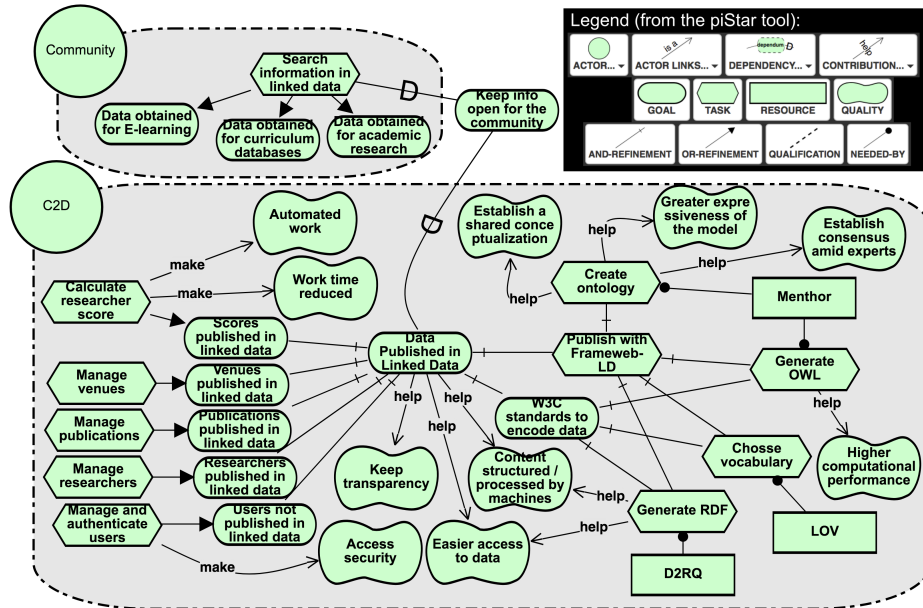 Legend (from the piStar tool):
ACTOR...
is a
ACTOR LINKS...
dependum
D
DEPENDENCY...
help
CONTRIBUTION...
GOAL
TASK
RESOURCE
QUALITY
AND-REFINEMENT
OR-REFINEMENT
QUALIFICATION
NEEDED-BY
Community
Search
information in
linked data
D
Keep info
open for the
community
Data obtained
for E-learning
Data obtained
for curriculum
databases
Data obtained
for academic
research
C2D
D
Automated
work
Establish a
shared conce
ptualization
Greater expre
ssiveness of
the model
Establish
consensus
amid experts
help
help
help
make
make
Work time
reduced
Calculate
researcher
score
Create
ontology
Menthor
Scores
published in
linked data
Data
Published in
Linked Data
Publish with
Frameweb-
LD
Generate
OWL
Manage
venues
Venues
published in
linked data
help
help
help
help
W3C
standards to
encode data
Manage
publications
Publications
published in
linked data
Chosse
vocabulary
Higher
computational
performance
Manage
researchers
Researchers
published in
linked data
Keep
transparency
Content
structured /
processed by
machines
help
help
Generate RDF
Manage and
authenticate
users
Users not
published in
linked data
make
Access
security
Easier access
to data
LOV
D2RQ